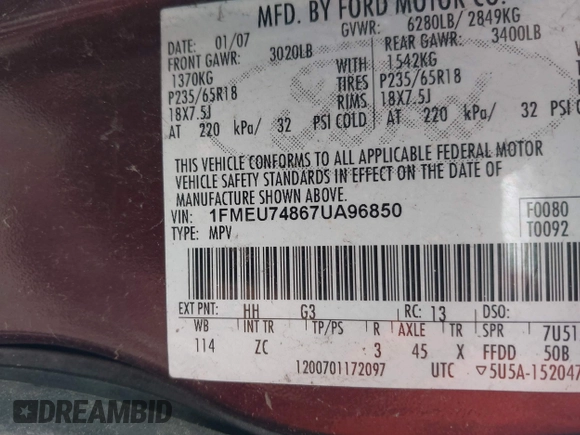 MFD. BY FORD MOTOR CO.
DATE: 01/07 GVWR: 6280LB/ 2849KG
FRONT GAWR: 3020LB REAR GAWR: 3400LB
1370KG WITH 1542KG
P235/65R18 TIRES P235/65R18
18X7.5J RIMS 18X7.5J
AT 220 kPa/ 32 PSI COLD AT 220 kPa/ 32 PSI COLD
Ford
THIS VEHICLE CONFORMS TO ALL APPLICABLE FEDERAL MOTOR
VEHICLE SAFETY STANDARDS IN EFFECT ON THE DATE OF
MANUFACTURE SHOWN ABOVE.
VIN: 1FMEU74867UA96850 F0080
TYPE: MPV T0092
EXT PNT: HH G3 RC: 13 DSO:
WB INT TR TP/PS R AXLE TR SPR 7U51
114 ZC 3 45 X FFDD 50B
1200701172097 UTC ▽5U5A-152047
DREAMBID